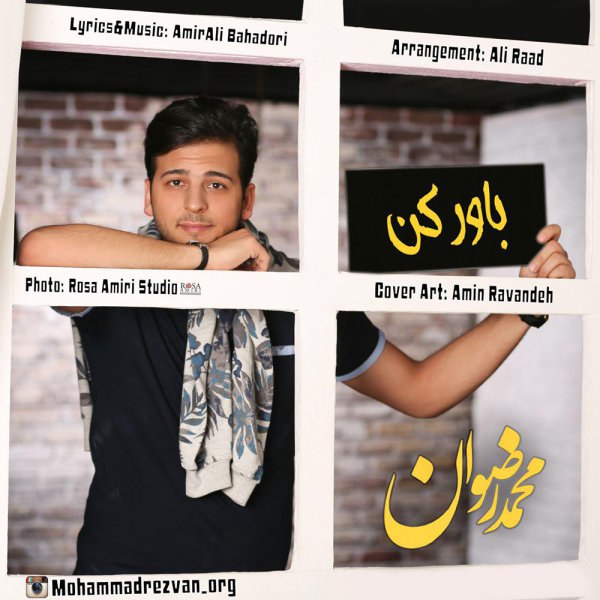 Lyrics&Music: AmirAli Bahadori
Arrangement: Ali Raad
باور کن
Photo: Rosa Amiri Studio
ROSA
Cover Art: Amin Ravandeh
محمد رضوان
Mohammadrezvan_org